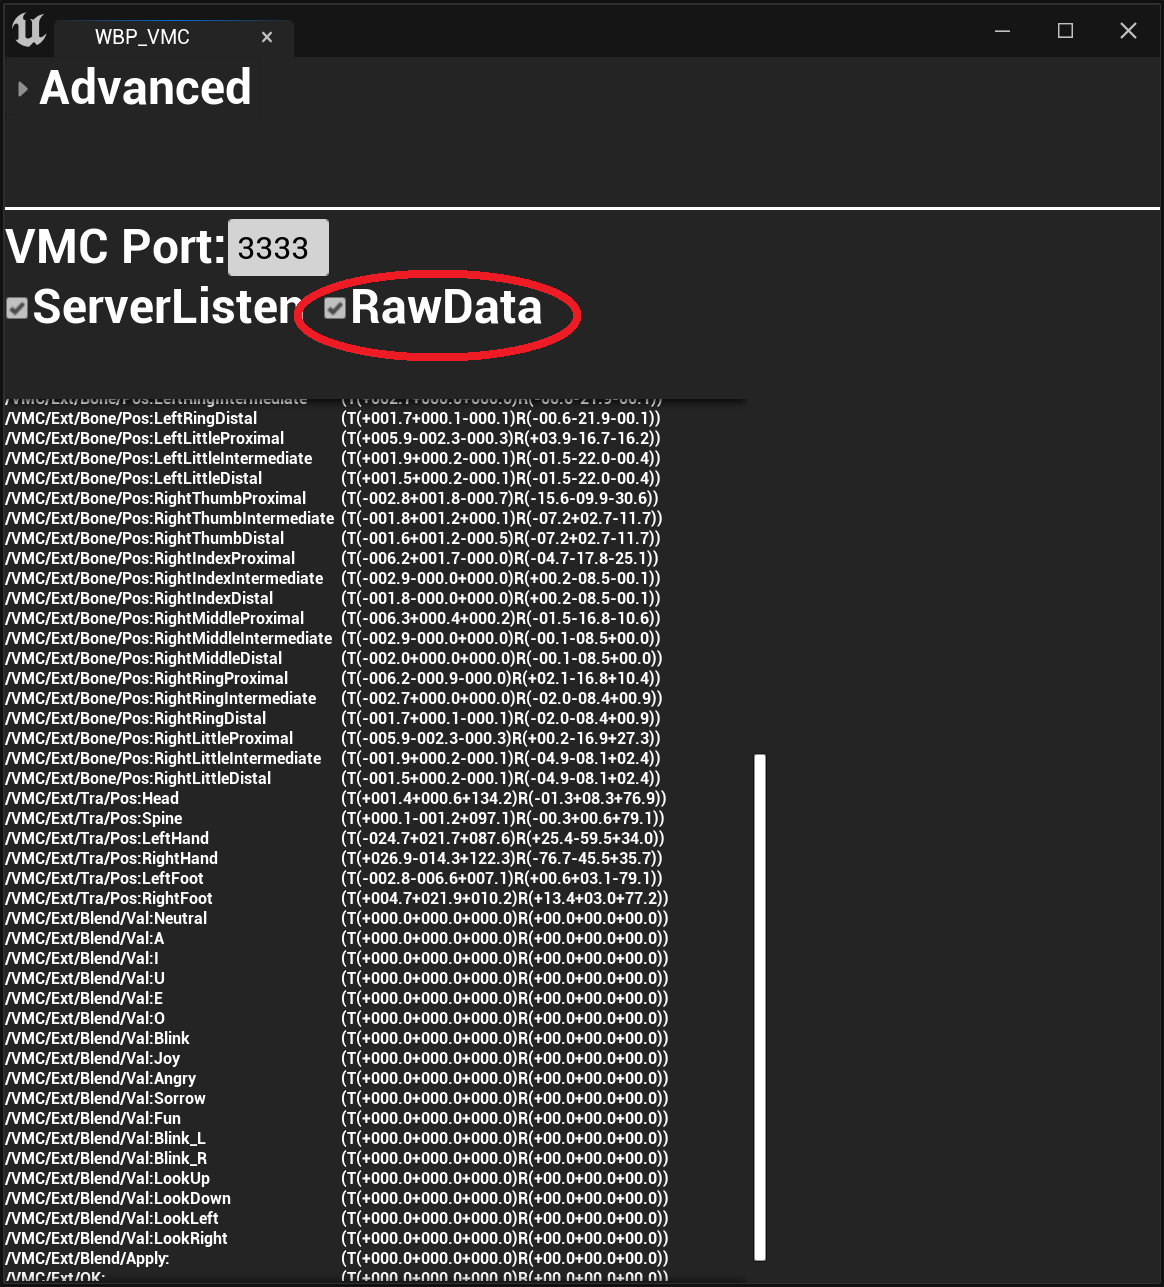 WBP_VMC
Advanced
VMC Port: 3333
ServerListen RawData
/VMC/Ext/Bone/Pos:LeftRingIntermediate
/VMC/Ext/Bone/Pos:LeftRingDistal (T(+001.7+000.1-000.1)R(-00.6-21.9-00.1))
/VMC/Ext/Bone/Pos:LeftLittleProximal (T(+005.9-002.3-000.3)R(+03.9-16.7-16.2))
/VMC/Ext/Bone/Pos:LeftLittleIntermediate (T(+001.9+000.2-000.1)R(-01.5-22.0-00.4))
/VMC/Ext/Bone/Pos:LeftLittleDistal (T(+001.5+000.2-000.1)R(-01.5-22.0-00.4))
/VMC/Ext/Bone/Pos:RightThumbProximal (T(-002.8+001.8-000.7)R(-15.6-09.9-30.6))
/VMC/Ext/Bone/Pos:RightThumbIntermediate (T(-001.8+001.2+000.1)R(-07.2+02.7-11.7))
/VMC/Ext/Bone/Pos:RightThumbDistal (T(-001.6+001.2-000.5)R(-07.2+02.7-11.7))
/VMC/Ext/Bone/Pos:RightIndexProximal (T(-006.2+001.7-000.0)R(-04.7-17.8-25.1))
/VMC/Ext/Bone/Pos:RightIndexIntermediate (T(-002.9-000.0+000.0)R(+00.2-08.5-00.1))
/VMC/Ext/Bone/Pos:RightIndexDistal (T(-001.8-000.0+000.0)R(+00.2-08.5-00.1))
/VMC/Ext/Bone/Pos:RightMiddleProximal (T(-006.3+000.4+000.2)R(-01.5-16.8-10.6))
/VMC/Ext/Bone/Pos:RightMiddleIntermediate (T(-002.9-000.0+000.0)R(-00.1-08.5+00.0))
/VMC/Ext/Bone/Pos:RightMiddleDistal (T(-002.0+000.0+000.0)R(-00.1-08.5+00.0))
/VMC/Ext/Bone/Pos:RightRingProximal (T(-006.2-000.9-000.0)R(+02.1-16.8+10.4))
/VMC/Ext/Bone/Pos:RightRingIntermediate (T(-002.7+000.0+000.0)R(-02.0-08.4+00.9))
/VMC/Ext/Bone/Pos:RightRingDistal (T(-001.7+000.1-000.1)R(-02.0-08.4+00.9))
/VMC/Ext/Bone/Pos:RightLittleProximal (T(-005.9-002.3-000.3)R(+00.2-16.9+27.3))
/VMC/Ext/Bone/Pos:RightLittleIntermediate (T(-001.9+000.2-000.1)R(-04.9-08.1+02.4))
/VMC/Ext/Bone/Pos:RightLittleDistal (T(-001.5+000.2-000.1)R(-04.9-08.1+02.4))
/VMC/Ext/Tra/Pos:Head (T(+001.4+000.6+134.2)R(-01.3+08.3+76.9))
/VMC/Ext/Tra/Pos:Spine (T(+000.1-001.2+097.1)R(-00.3+00.6+79.1))
/VMC/Ext/Tra/Pos:LeftHand (T(-024.7+021.7+087.6)R(+25.4-59.5+34.0))
/VMC/Ext/Tra/Pos:RightHand (T(+026.9-014.3+122.3)R(-76.7-45.5+35.7))
/VMC/Ext/Tra/Pos:LeftFoot (T(-002.8-006.6+007.1)R(+00.6+03.1-79.1))
/VMC/Ext/Tra/Pos:RightFoot (T(+004.7+021.9+010.2)R(+13.4+03.0+77.2))
/VMC/Ext/Blend/Val:Neutral (T(+000.0+000.0+000.0)R(+00.0+00.0+00.0))
/VMC/Ext/Blend/Val:A (T(+000.0+000.0+000.0)R(+00.0+00.0+00.0))
/VMC/Ext/Blend/Val:I (T(+000.0+000.0+000.0)R(+00.0+00.0+00.0))
/VMC/Ext/Blend/Val:U (T(+000.0+000.0+000.0)R(+00.0+00.0+00.0))
/VMC/Ext/Blend/Val:E (T(+000.0+000.0+000.0)R(+00.0+00.0+00.0))
/VMC/Ext/Blend/Val:O (T(+000.0+000.0+000.0)R(+00.0+00.0+00.0))
/VMC/Ext/Blend/Val:Blink (T(+000.0+000.0+000.0)R(+00.0+00.0+00.0))
/VMC/Ext/Blend/Val:Joy (T(+000.0+000.0+000.0)R(+00.0+00.0+00.0))
/VMC/Ext/Blend/Val:Angry (T(+000.0+000.0+000.0)R(+00.0+00.0+00.0))
/VMC/Ext/Blend/Val:Sorrow (T(+000.0+000.0+000.0)R(+00.0+00.0+00.0))
/VMC/Ext/Blend/Val:Fun (T(+000.0+000.0+000.0)R(+00.0+00.0+00.0))
/VMC/Ext/Blend/Val:Blink_L (T(+000.0+000.0+000.0)R(+00.0+00.0+00.0))
/VMC/Ext/Blend/Val:Blink_R (T(+000.0+000.0+000.0)R(+00.0+00.0+00.0))
/VMC/Ext/Blend/Val:LookUp (T(+000.0+000.0+000.0)R(+00.0+00.0+00.0))
/VMC/Ext/Blend/Val:LookDown (T(+000.0+000.0+000.0)R(+00.0+00.0+00.0))
/VMC/Ext/Blend/Val:LookLeft (T(+000.0+000.0+000.0)R(+00.0+00.0+00.0))
/VMC/Ext/Blend/Val:LookRight (T(+000.0+000.0+000.0)R(+00.0+00.0+00.0))
/VMC/Ext/Blend/Apply: (T(+000.0+000.0+000.0)R(+00.0+00.0+00.0))
/VMC/Ext/OK: (T(+000.0+000.0+000.0)R(+00.0+00.0+00.0))